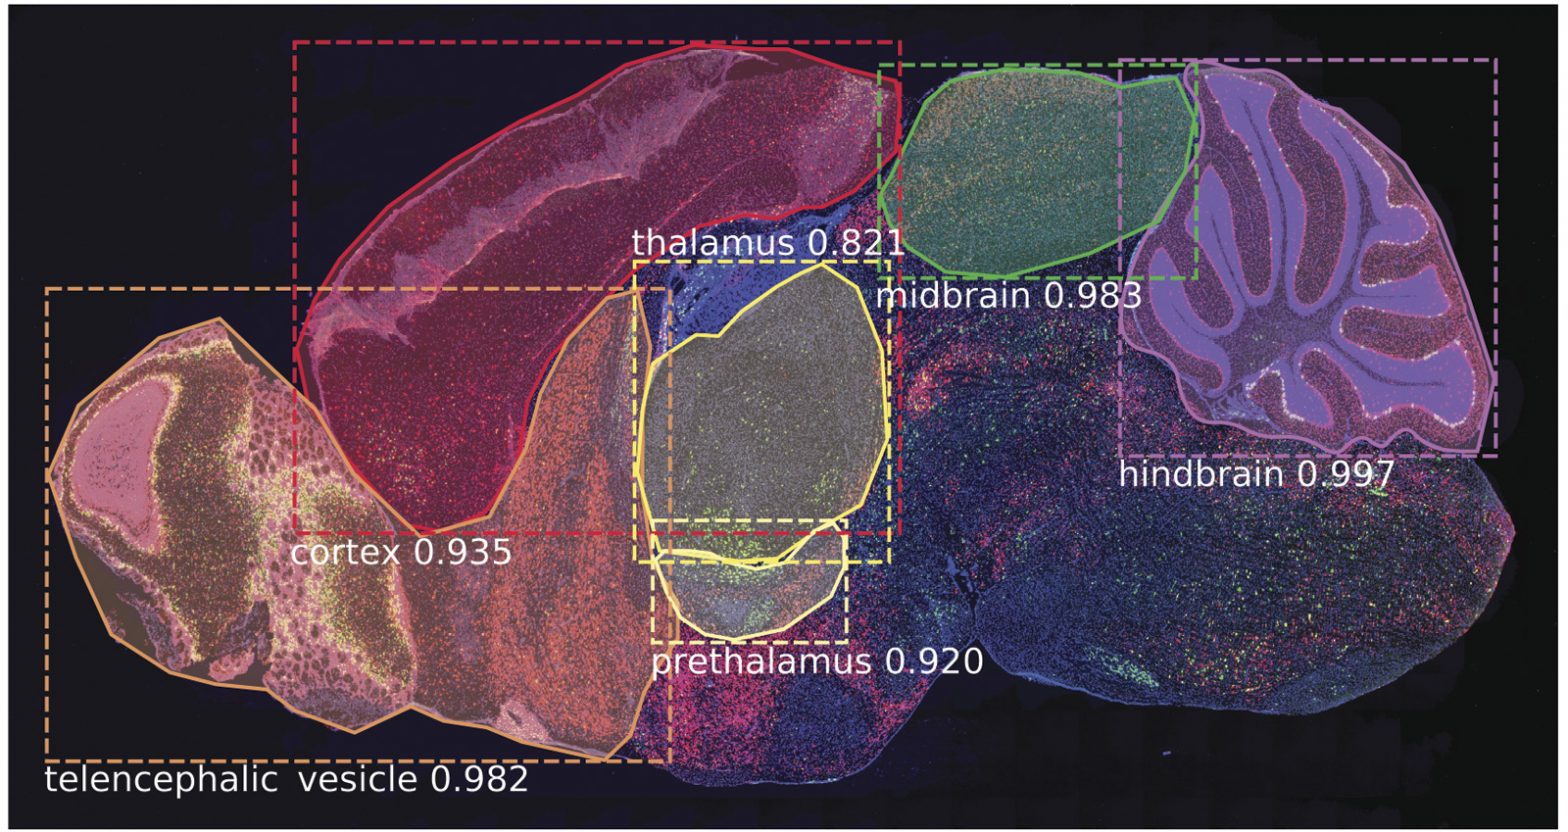 thalamus 0.821
midbrain 0.983
hindbrain 0.997
cortex 0.935
prethalamus 0.920
telencephalic vesicle 0.982